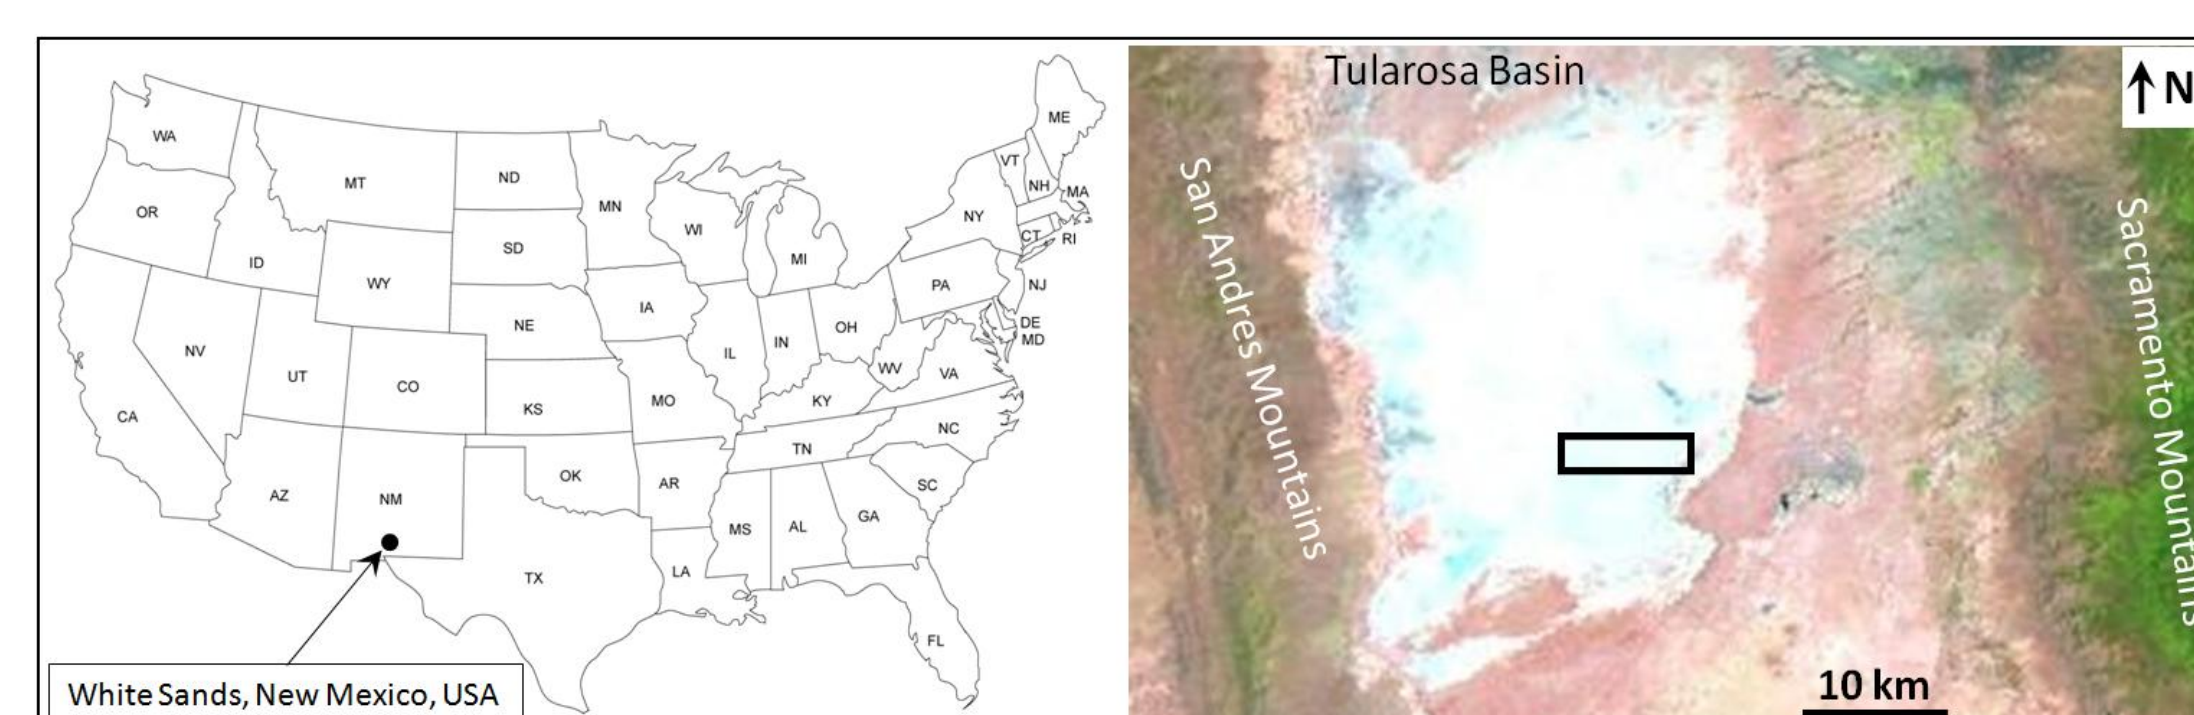 WA
OR
ID
MT
WY
NV
UT
CO
CA
AZ
NM
ND
SD
NE
KS
OK
TX
MN
IA
MO
AR
LA
WI
IL
MI
IN
OH
KY
TN
MS
AL
GA
FL
SC
NC
VA
WV
PA
NY
VT
NH
ME
MA
CT
RI
NJ
DE
MD
White Sands, New Mexico, USA
Tularosa Basin
N
San Andres Mountains
Sacramento Mountains
10 km